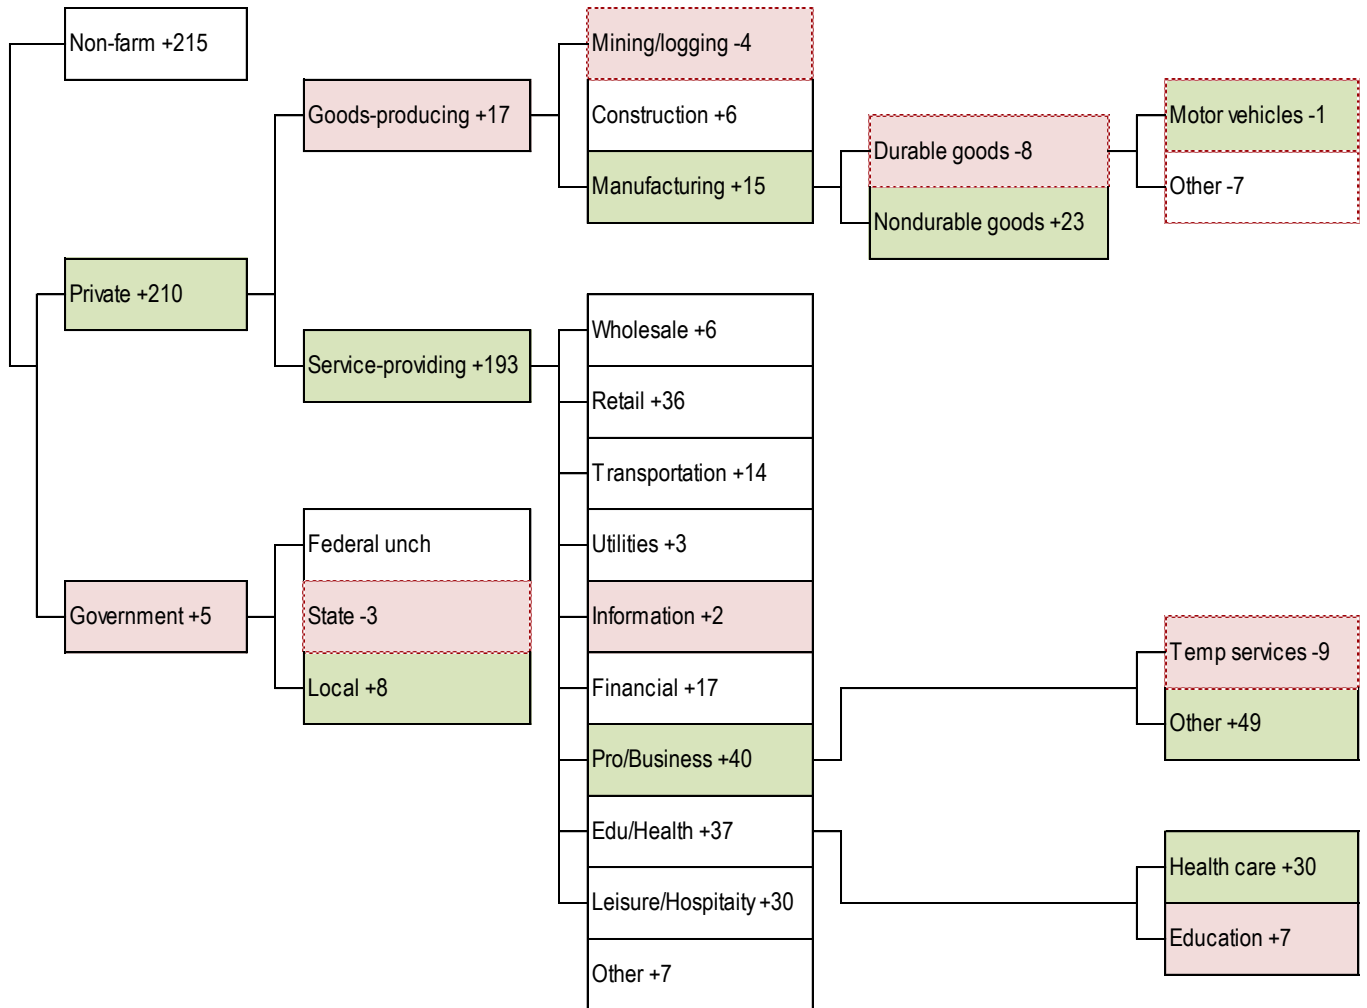 Non-farm +215
Private +210
Government +5
Goods-producing +17
Service-providing +193
Federal unch
State -3
Local +8
Mining/logging -4
Construction +6
Manufacturing +15
Wholesale +6
Retail +36
Transportation +14
Utilities +3
Information +2
Financial +17
Pro/Business +40
Edu/Health +37
Leisure/Hospitaity +30
Other +7
Durable goods -8
Nondurable goods +23
Motor vehicles -1
Other -7
Temp services -9
Other +49
Health care +30
Education +7